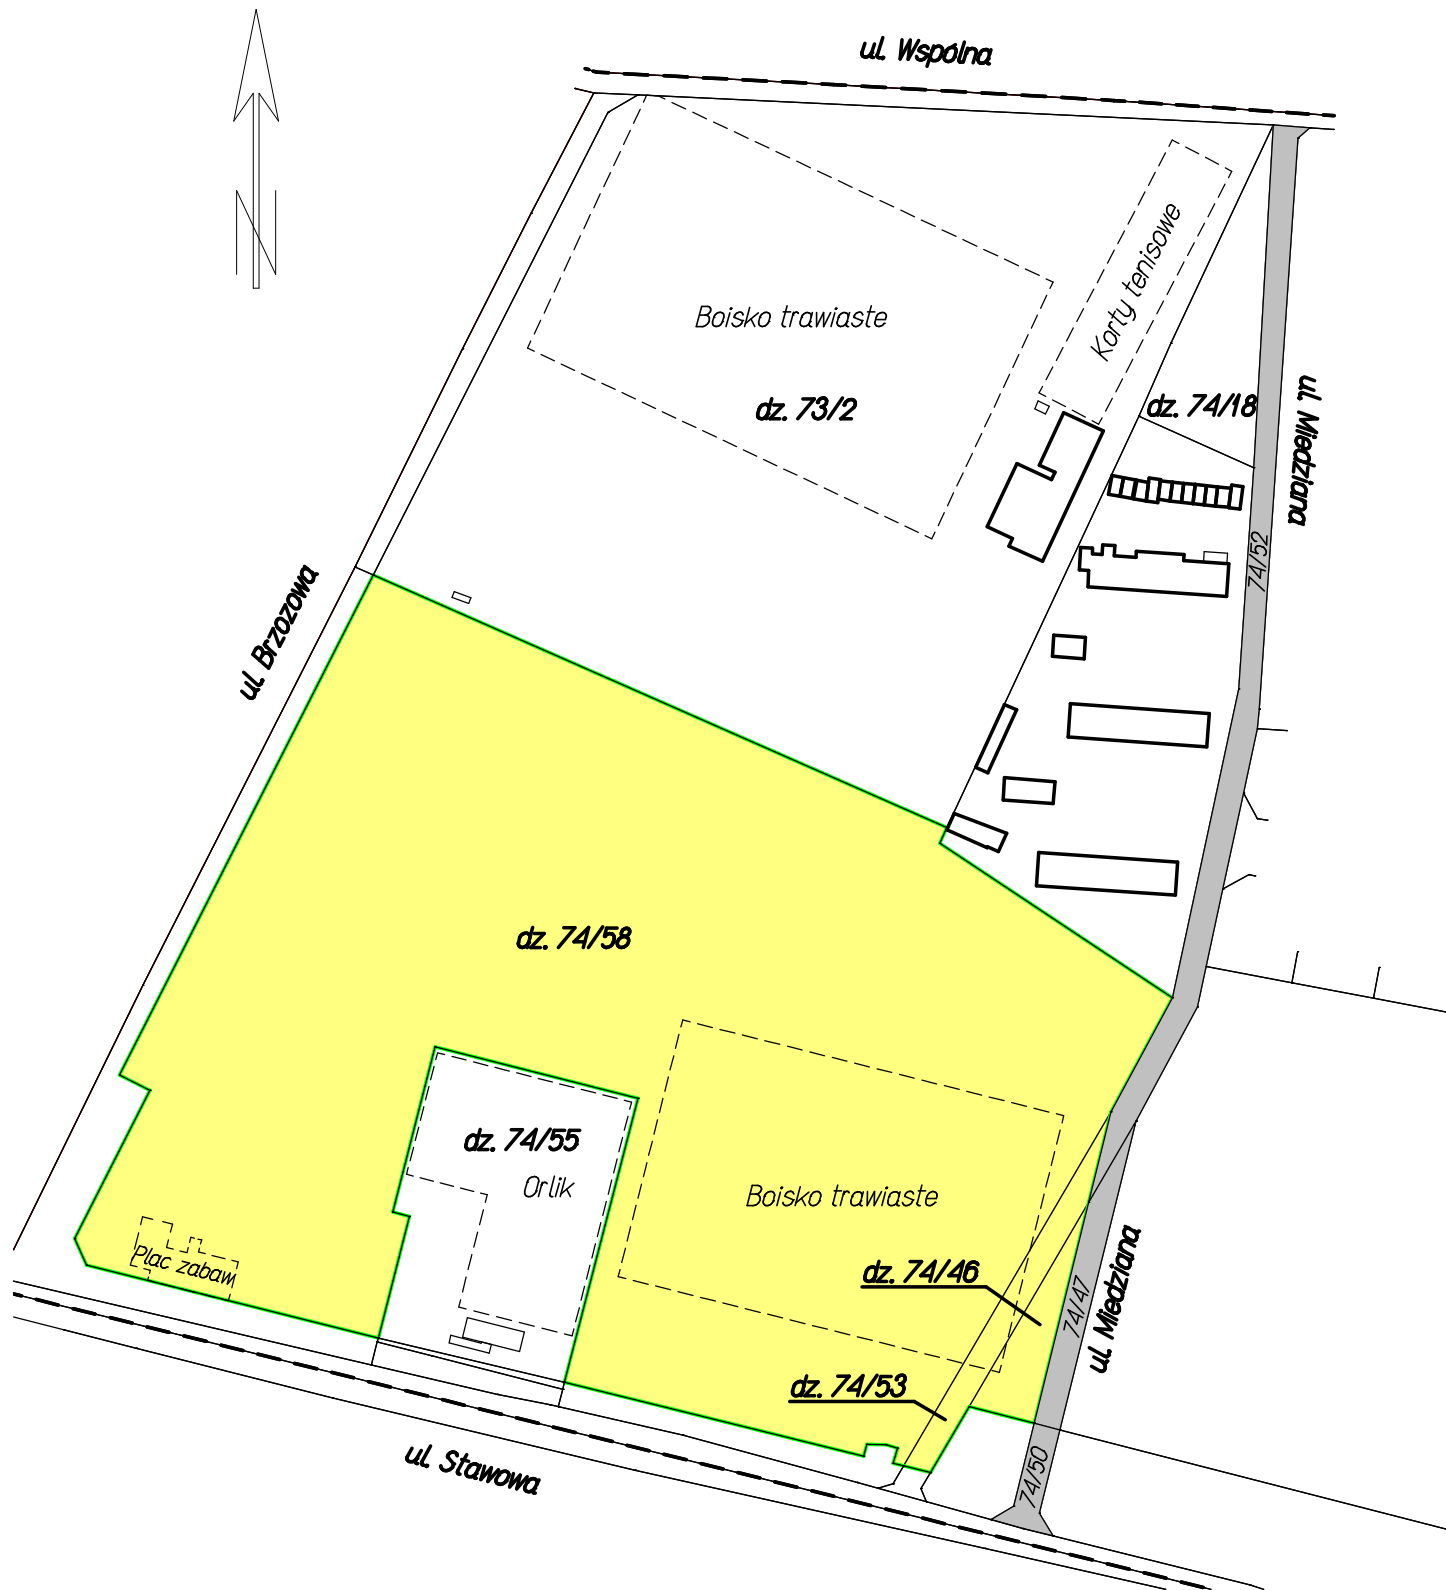 ul. Wspólna
N
Korty tenisowe
Boisko trawiaste
dz. 73/2
dz. 74/18
ul. Miedziana
74/52
ul. Brzozowa
dz. 74/58
dz. 74/55
Orlik
Boisko trawiaste
Plac zabaw
dz. 74/46
74/47
ul. Miedziana
dz. 74/53
ul. Stawowa
74/50